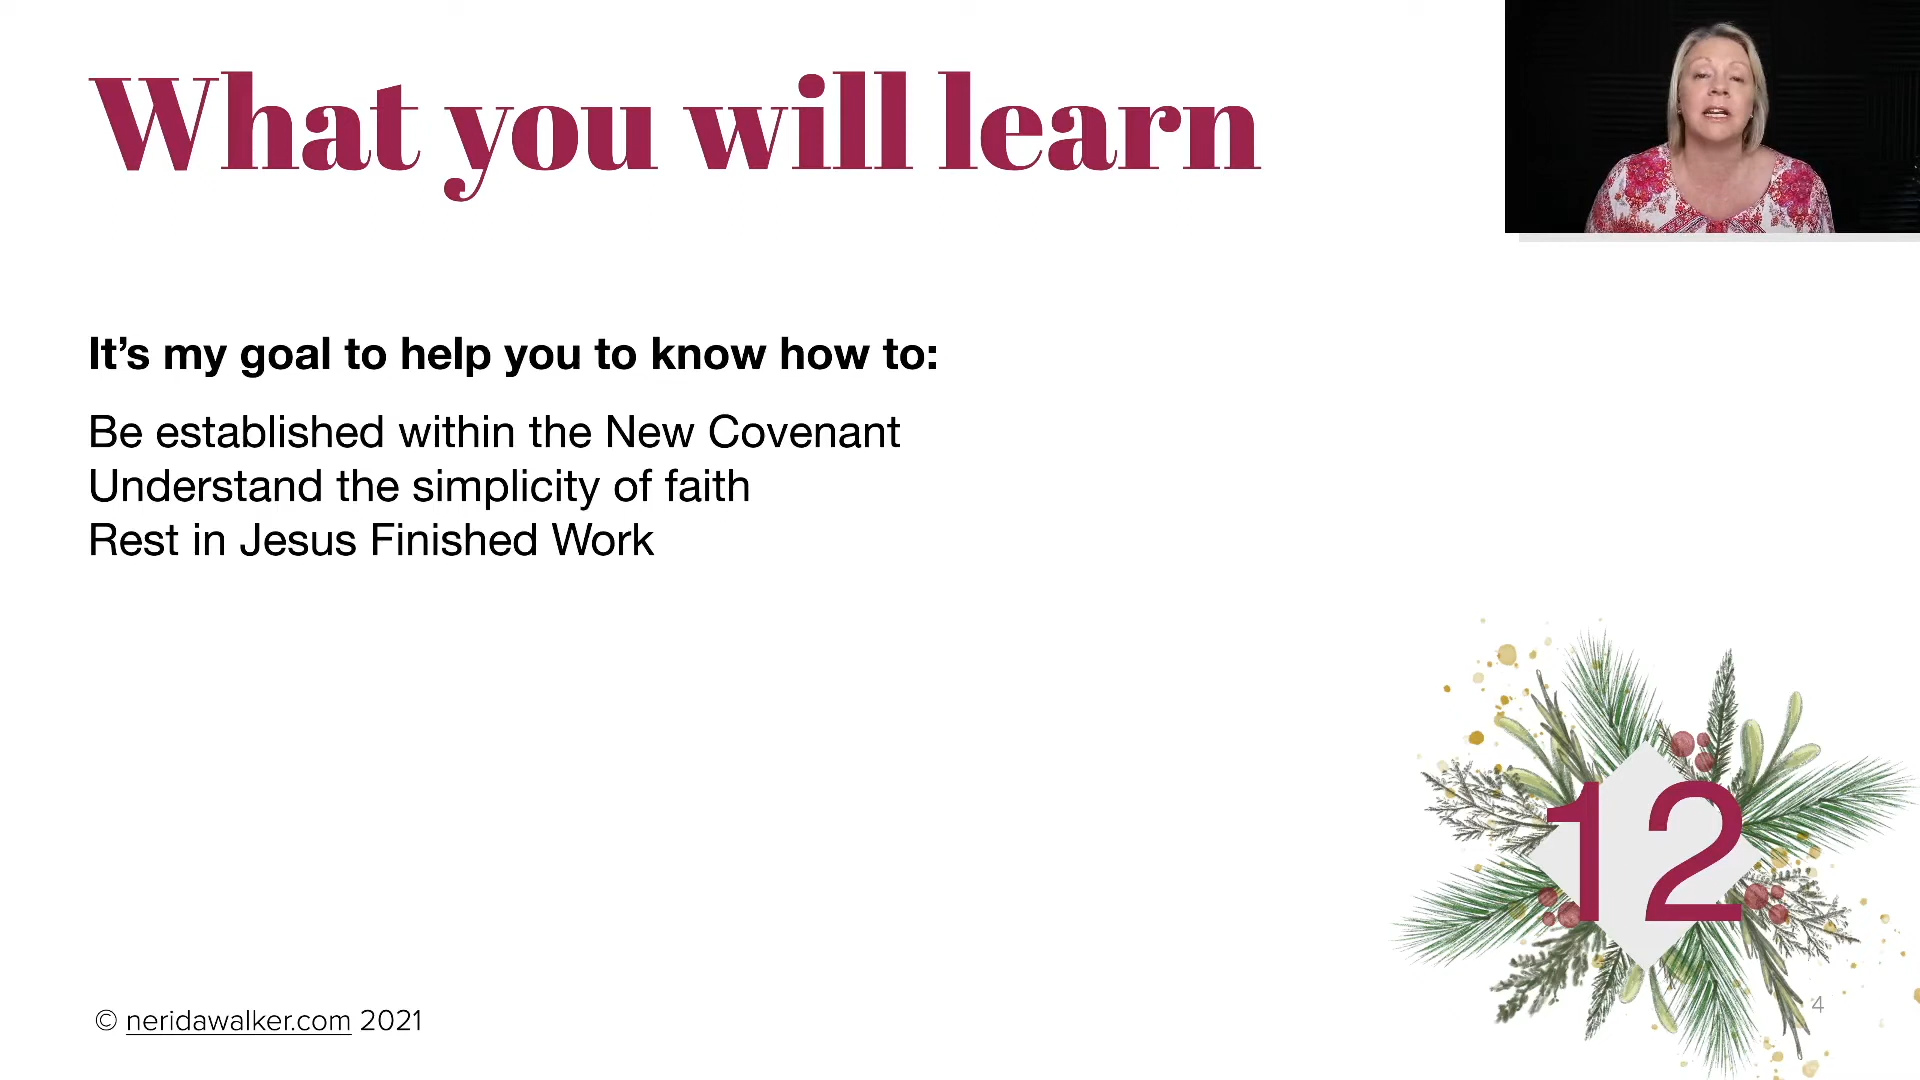 What you will learn
It’s my goal to help you to know how to:
Be established within the New Covenant
Understand the simplicity of faith
Rest in Jesus Finished Work
12
4
© neridawalker.com 2021